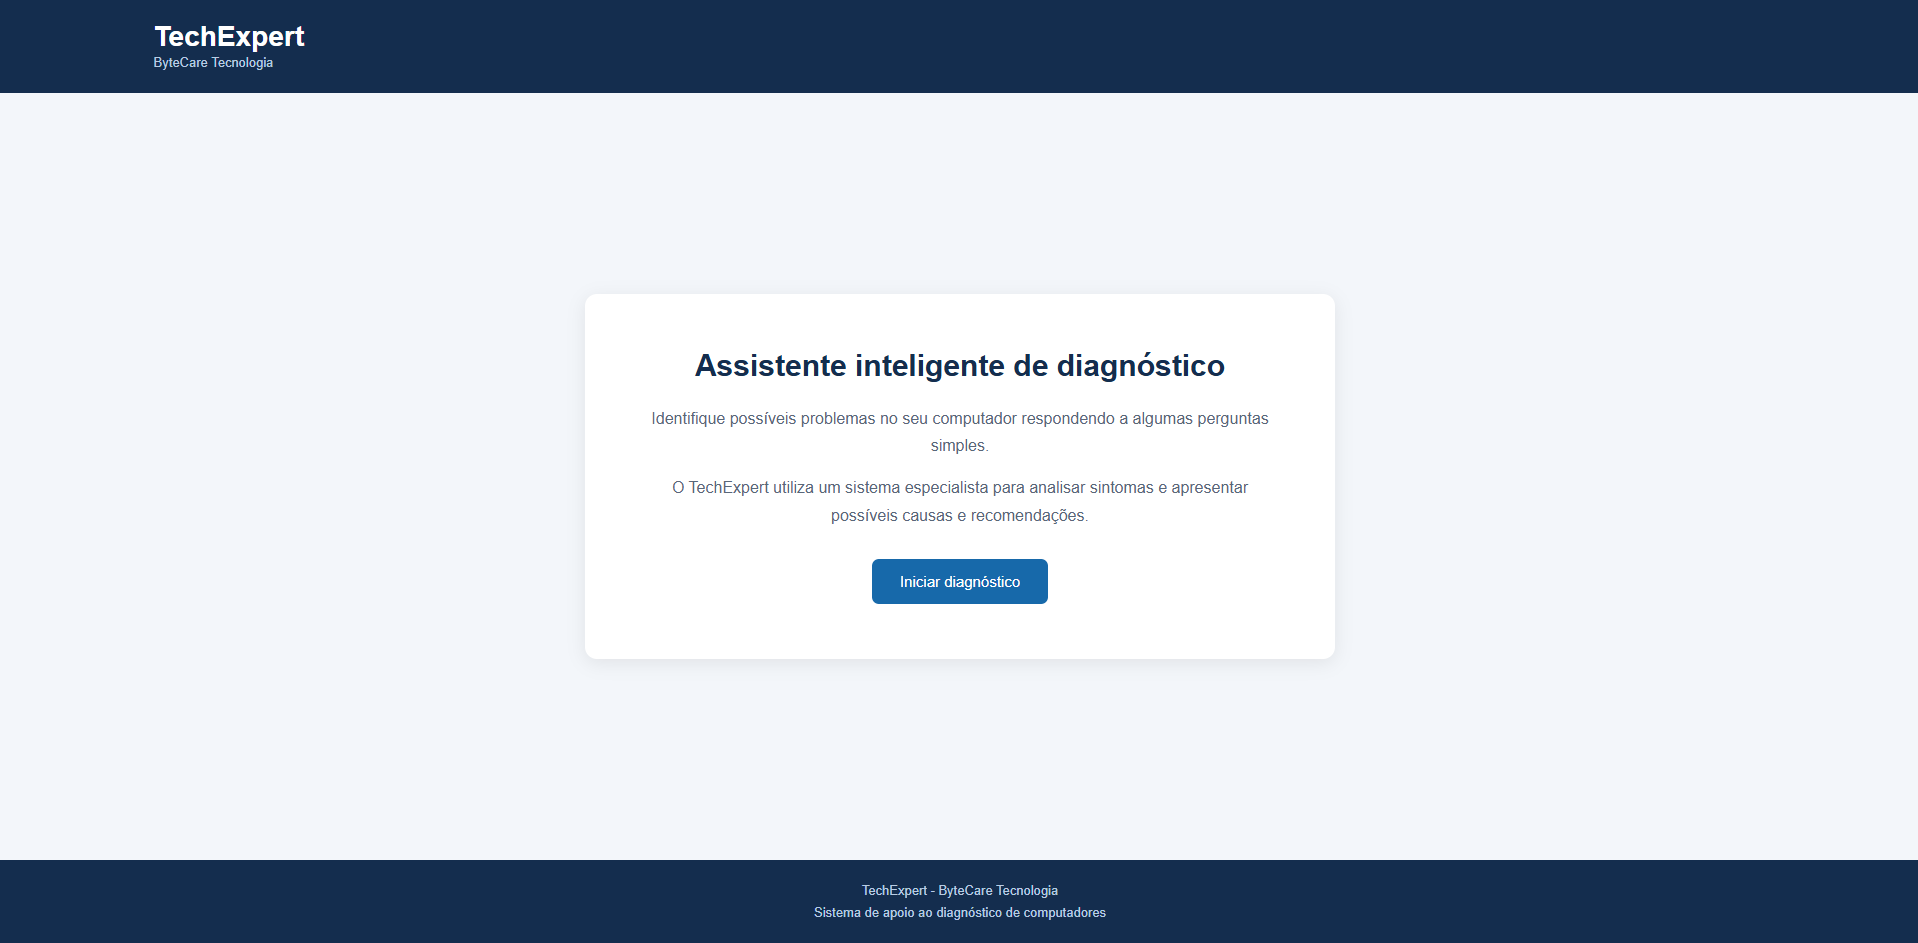 TechExpert
ByteCare Tecnologia
Assistente inteligente de diagnóstico
Identifique possíveis problemas no seu computador respondendo a algumas perguntas
simples.
O TechExpert utiliza um sistema especialista para analisar sintomas e apresentar
possíveis causas e recomendações.
Iniciar diagnóstico
TechExpert - ByteCare Tecnologia
Sistema de apoio ao diagnóstico de computadores